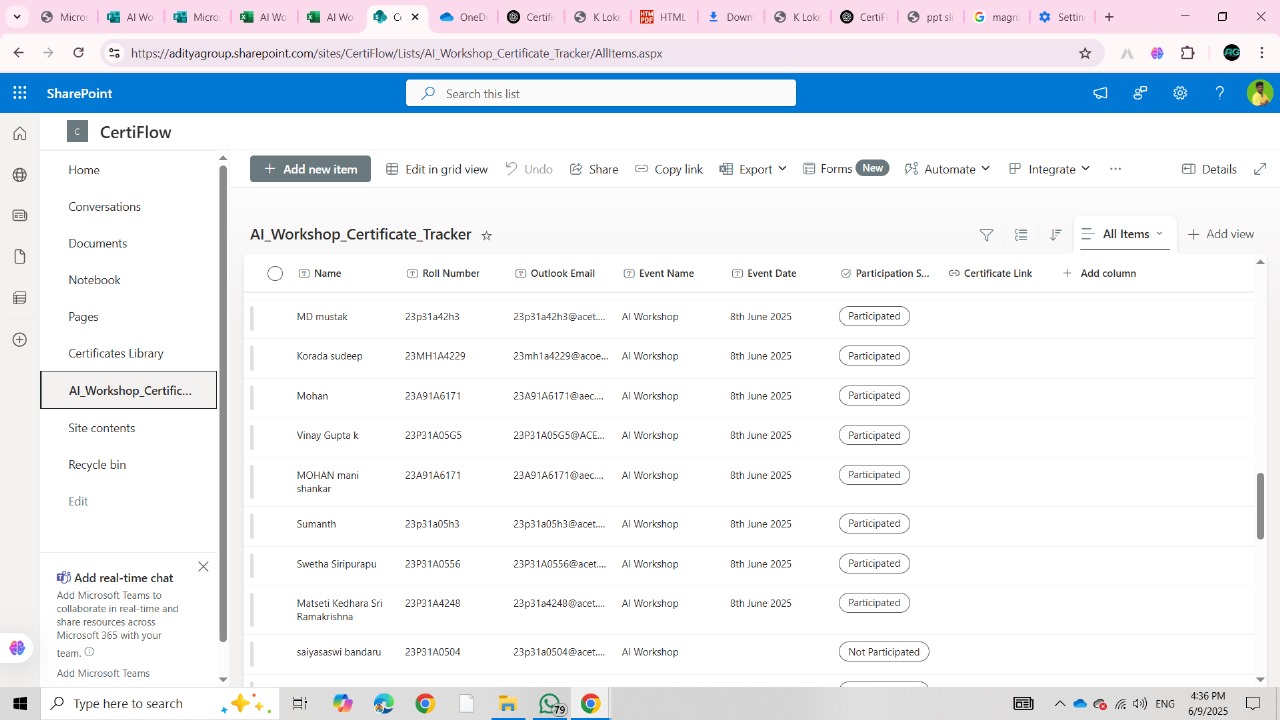 Micros
AI Wo
Micros
AI Wo
AI Wo
C
OneD
Certifi
K Loke
HTML
Downl
K Loke
CertiF
ppt sli
magn
Settin
https://adityagroup.sharepoint.com/sites/CertiFlow/Lists/AI_Workshop_Certificate_Tracker/AllItems.aspx
SharePoint
Search this list
C CertiFlow
Home
Conversations
Documents
Notebook
Pages
Certificates Library
AI_Workshop_Certific...
Site contents
Recycle bin
Edit
Add real-time chat
Add Microsoft Teams to
collaborate in real-time and
share resources across
Microsoft 365 with your
team.
Add Microsoft Teams
Add new item Edit in grid view Undo Share Copy link Export Forms New Automate Integrate ... Details
AI_Workshop_Certificate_Tracker All Items Add view
Name Roll Number Outlook Email Event Name Event Date Participation S... Certificate Link Add column
MD mustak 23p31a42h3 23p31a42h3@acet.... AI Workshop 8th June 2025 Participated
Korada sudeep 23MH1A4229 23mh1a4229@acoe... AI Workshop 8th June 2025 Participated
Mohan 23A91A6171 23A91A6171@aec.... AI Workshop 8th June 2025 Participated
Vinay Gupta k 23P31A05G5 23P31A05G5@ACE... AI Workshop 8th June 2025 Participated
MOHAN mani shankar 23A91A6171 23A91A6171@aec.... AI Workshop 8th June 2025 Participated
Sumanth 23p31a05h3 23p31a05h3@acet.... AI Workshop 8th June 2025 Participated
Swetha Siripurapu 23P31A0556 23P31A0556@acet.... AI Workshop 8th June 2025 Participated
Matseti Kedhara Sri Ramakrishna 23P31A4248 23p31a4248@acet.... AI Workshop 8th June 2025 Participated
saiyasaswi bandaru 23P31A0504 23p31a0504@acet.... AI Workshop Not Participated
Type here to search
79
ENG
4:36 PM
6/9/2025